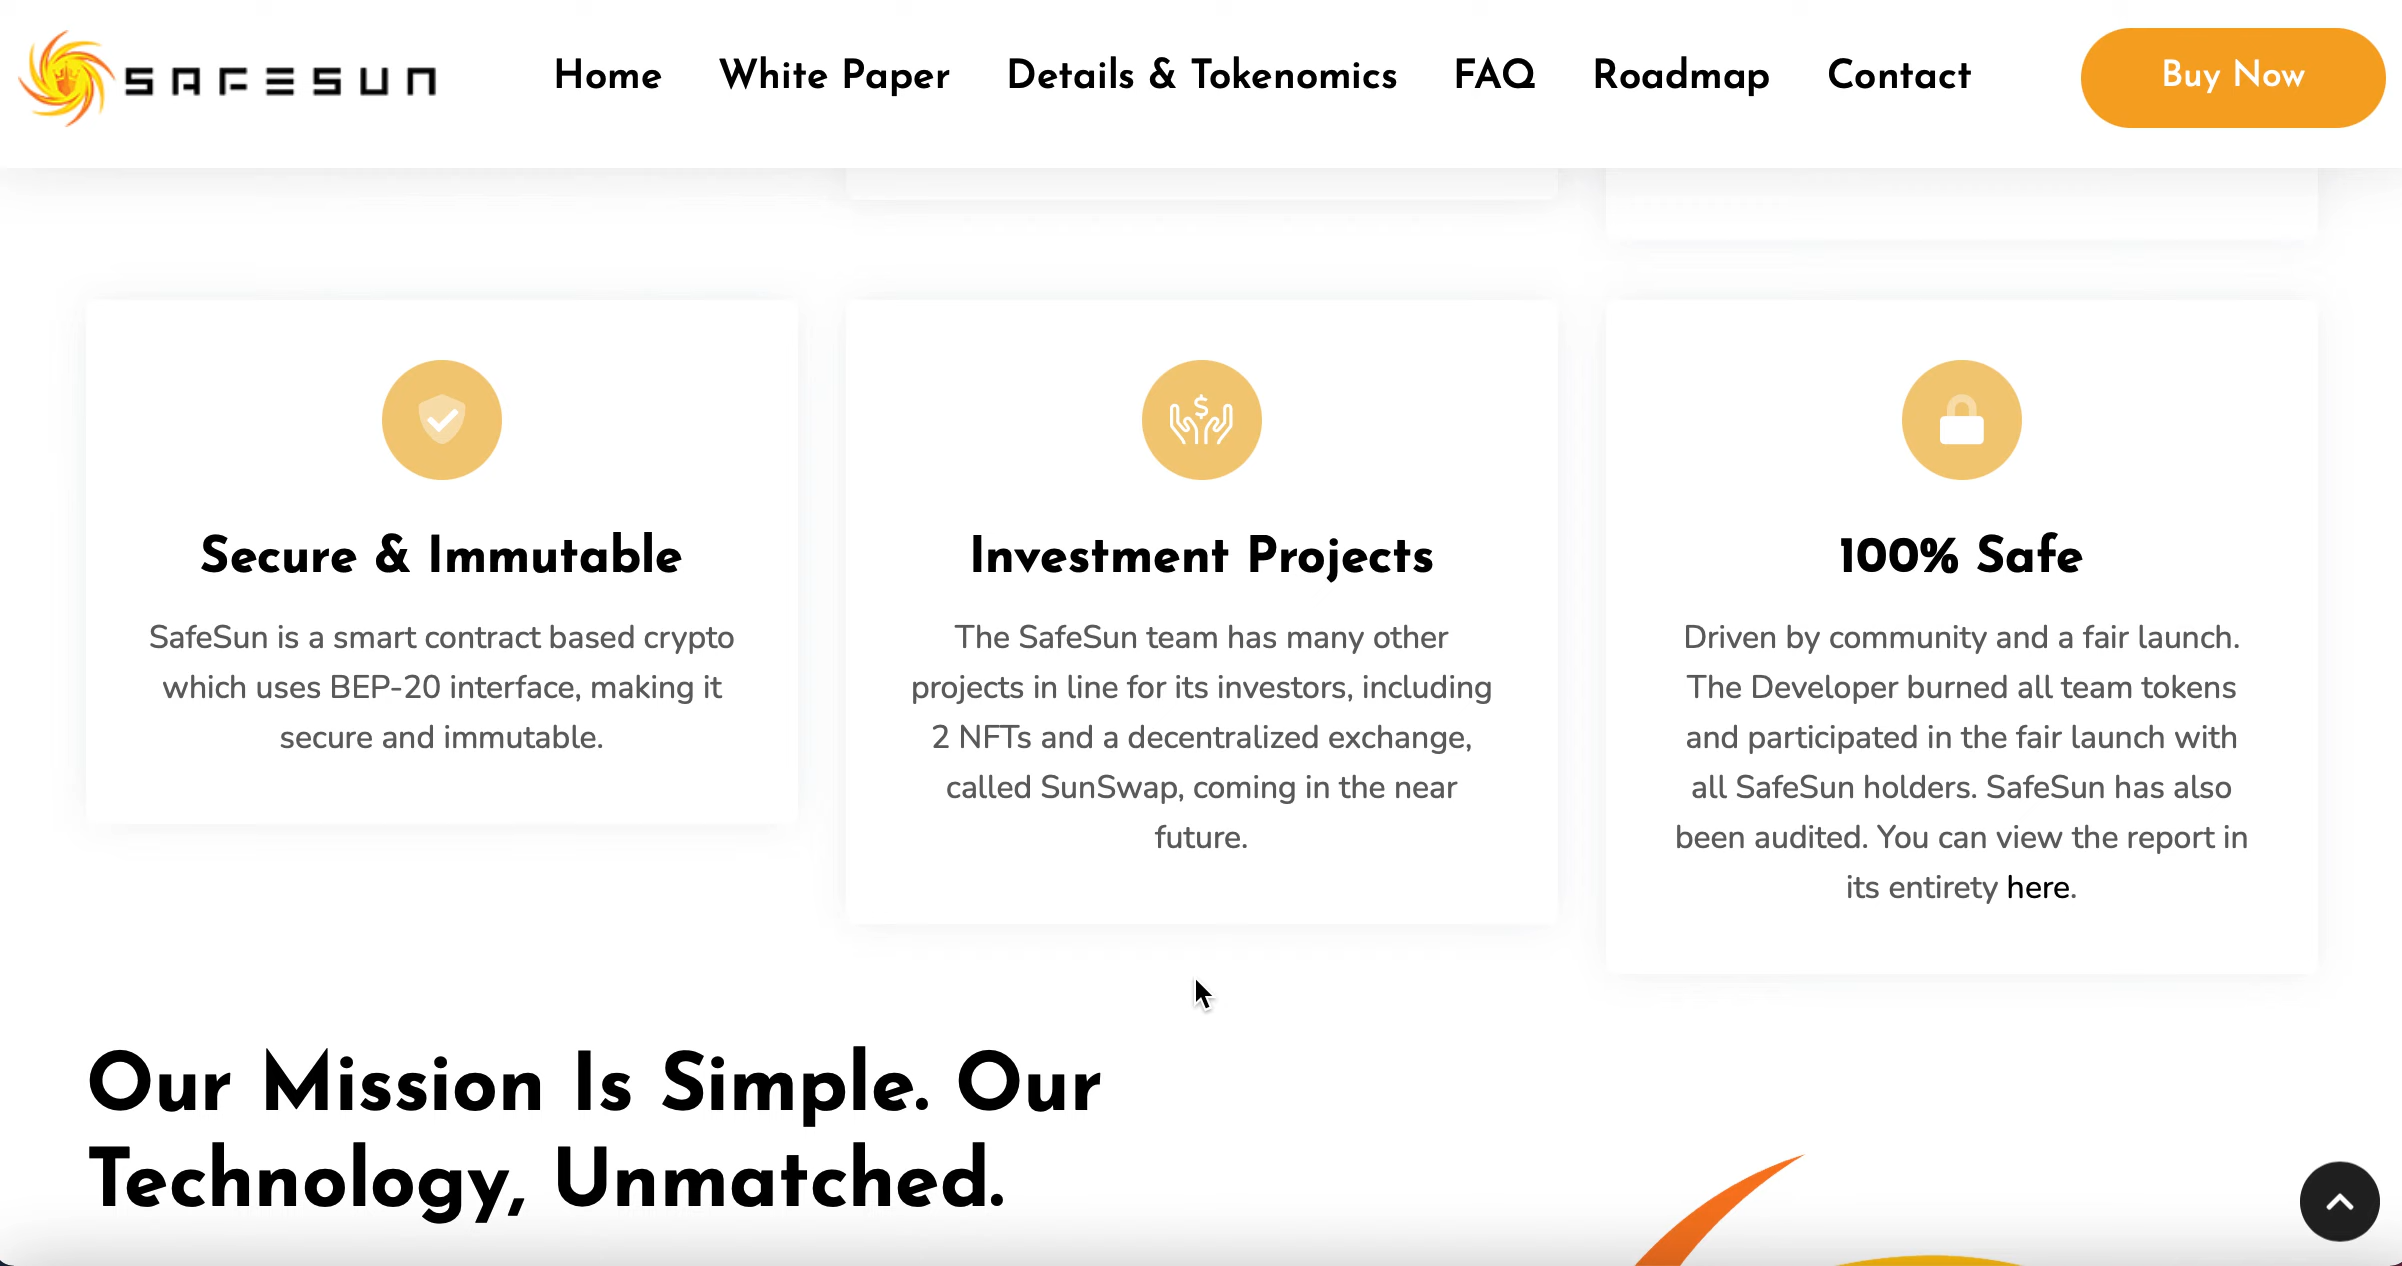 SAFESUN
Home White Paper Details & Tokenomics FAQ Roadmap Contact Buy Now
Secure & Immutable
SafeSun is a smart contract based crypto
which uses BEP-20 interface, making it
secure and immutable.
Investment Projects
The SafeSun team has many other
projects in line for its investors, including
2 NFTs and a decentralized exchange,
called SunSwap, coming in the near
future.
100% Safe
Driven by community and a fair launch.
The Developer burned all team tokens
and participated in the fair launch with
all SafeSun holders. SafeSun has also
been audited. You can view the report in
its entirety here.
Our Mission Is Simple. Our
Technology, Unmatched.